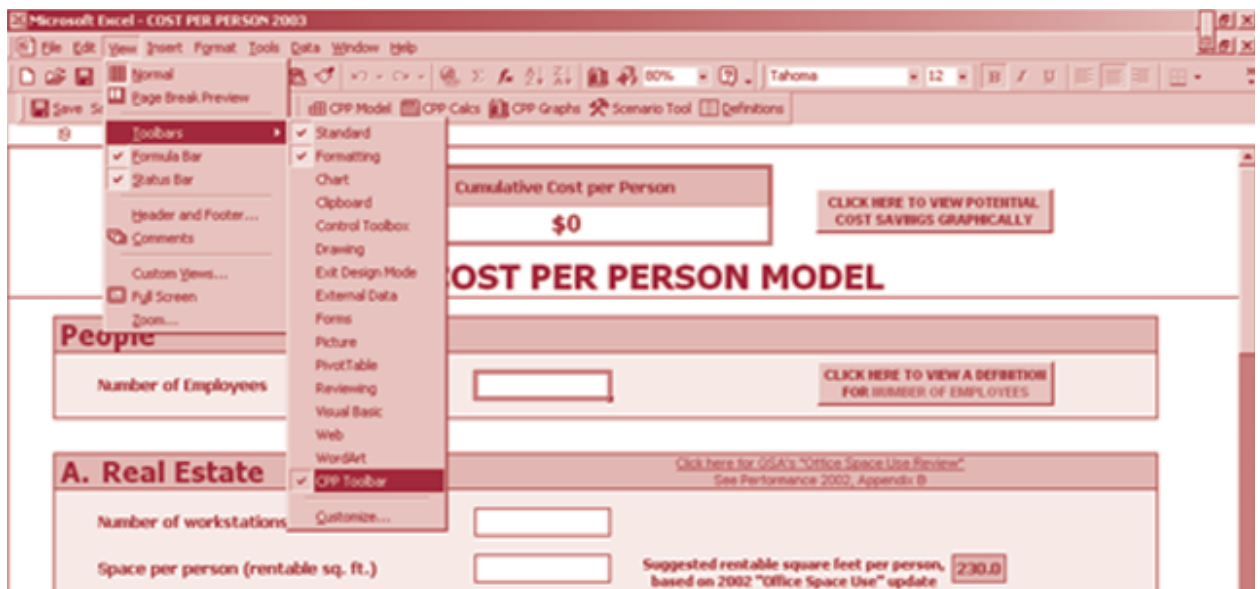 Microsoft Excel - COST PER PERSON 2003
File Edit View Insert Format Tools Data Window Help
80% Tahoma 12 B I U
Save CPP Model CPP Calcs CPP Graphs Scenario Tool Definitions
Normal
Page Break Preview
Toolbars
Formula Bar
Status Bar
Header and Footer...
Comments
Custom Views...
Full Screen
Zoom...
Standard
Formatting
Chart
Clipboard
Control Toolbox
Drawing
Exit Design Mode
External Data
Forms
Picture
PivotTable
Reviewing
Visual Basic
Web
WordArt
CPP Toolbar
Customize...
Cumulative Cost per Person
$0
CLICK HERE TO VIEW POTENTIAL
COST SAVINGS GRAPHICALLY
OST PER PERSON MODEL
People
Number of Employees
CLICK HERE TO VIEW A DEFINITION
FOR NUMBER OF EMPLOYEES
A. Real Estate
Click here for GSA's "Office Space Use Review"
See Performance 2002, Appendix B
Number of workstations
Space per person (rentable sq. ft.)
Suggested rentable square feet per person,
based on 2002 "Office Space Use" update
230.0